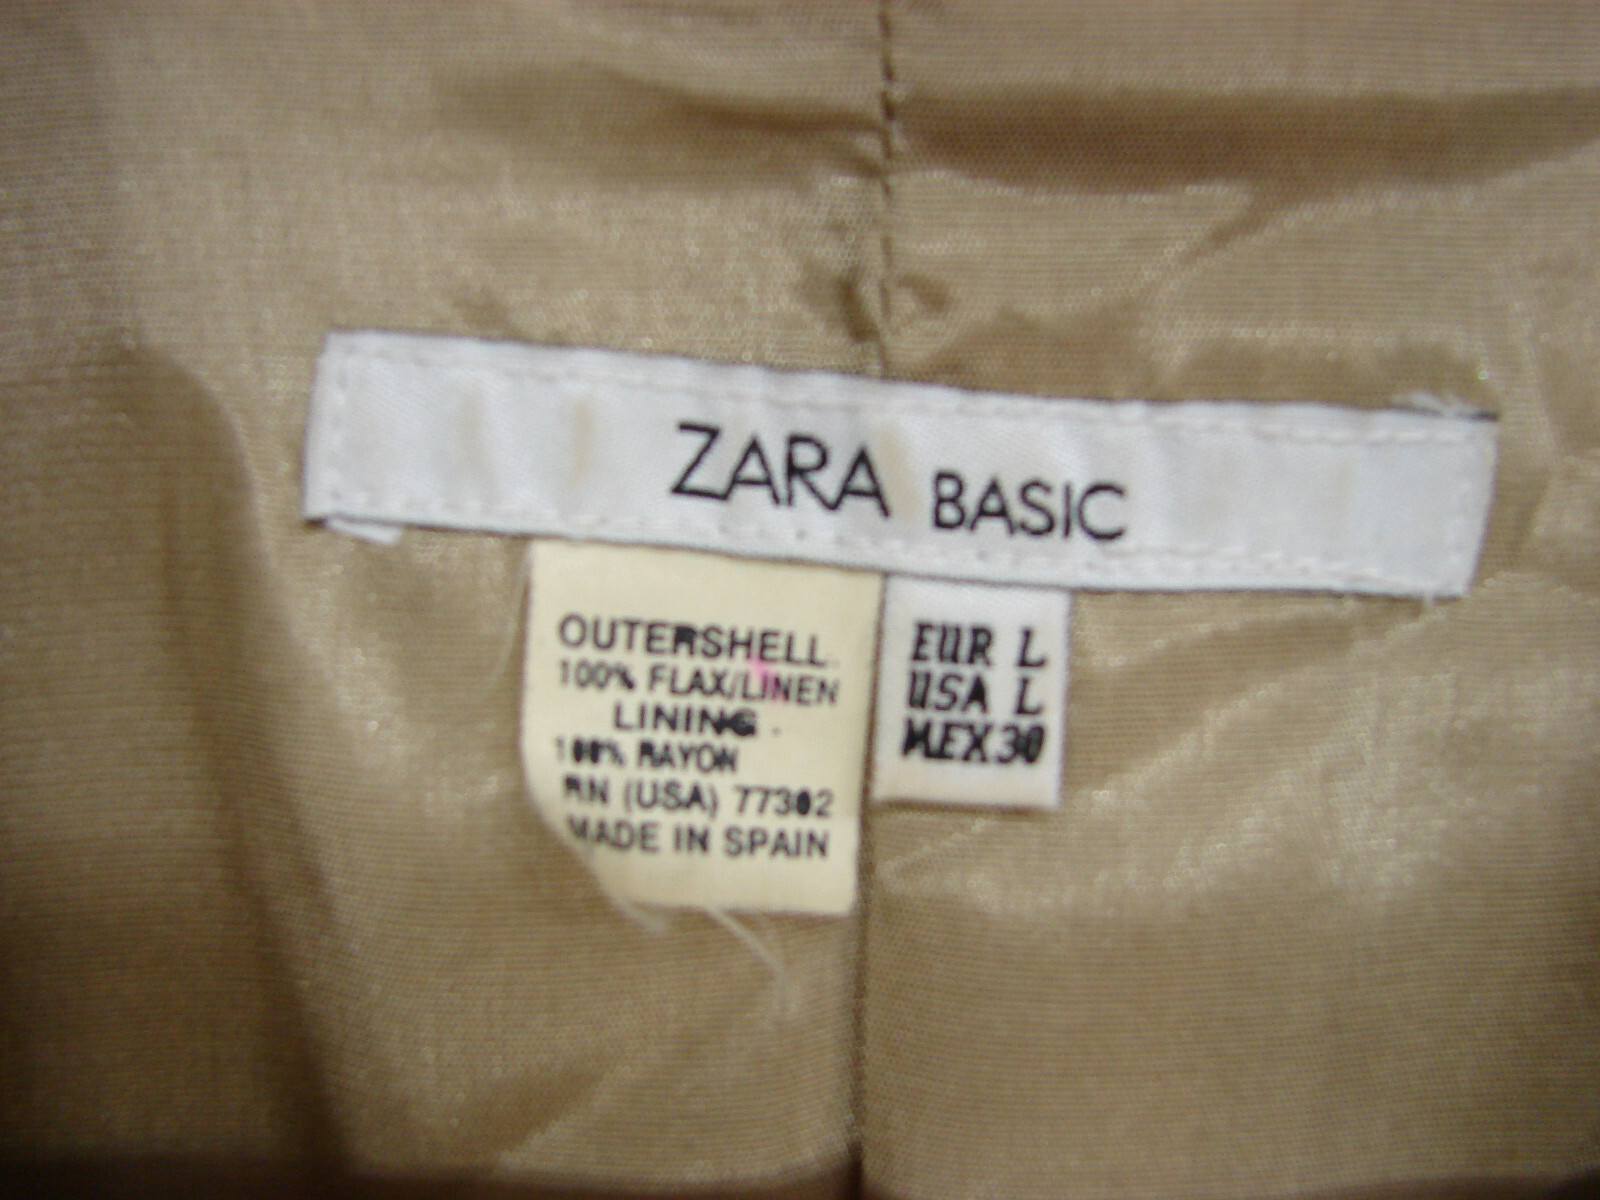 ZARA BASIC
OUTERSHELL
100% FLAX/LINEN
LINING
100% RAYON
RN (USA) 77302
MADE IN SPAIN
EUR L
USA L
MEX 30